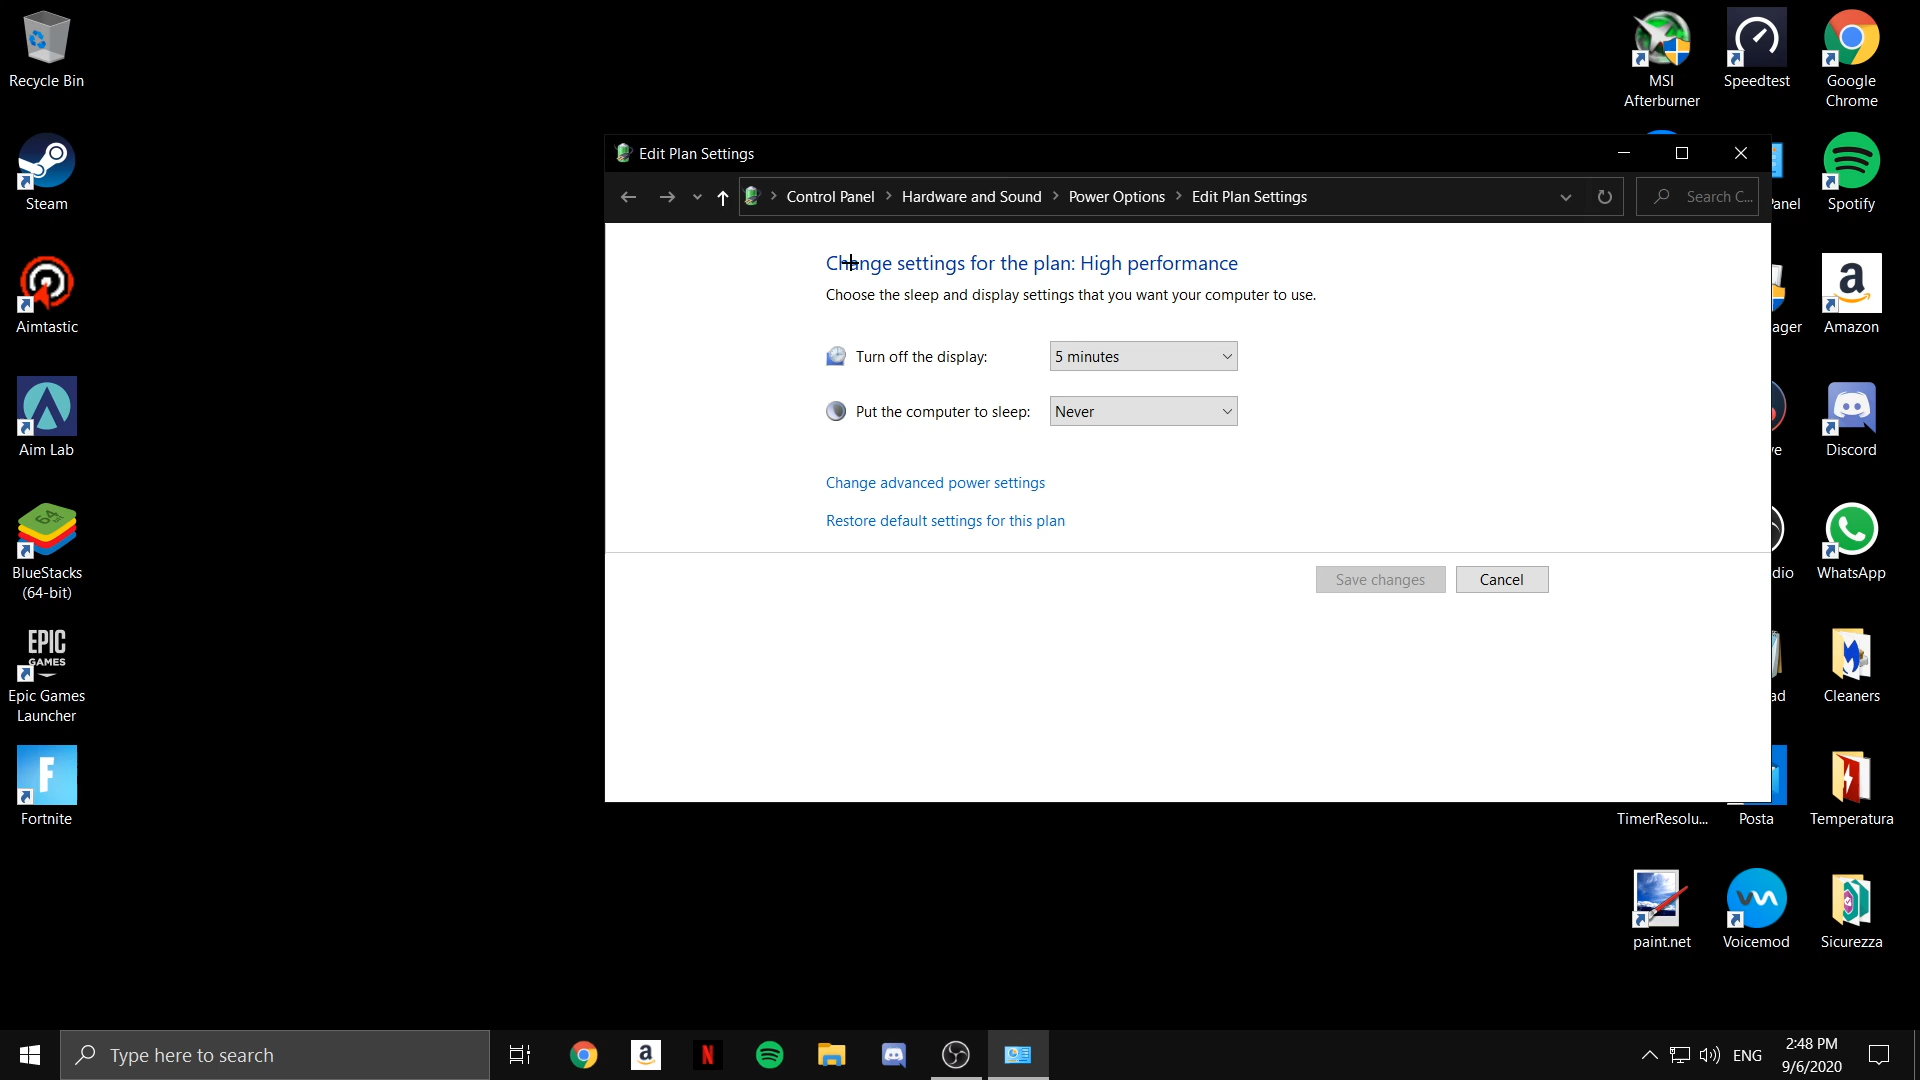 Recycle Bin
Steam
Aimtastic
Aim Lab
64
BlueStacks
(64-bit)
EPIC
GAMES
Epic Games
Launcher
F
Fortnite
Edit Plan Settings
Control Panel > Hardware and Sound > Power Options > Edit Plan Settings
Search C...
Change settings for the plan: High performance
Choose the sleep and display settings that you want your computer to use.
Turn off the display:
5 minutes
Put the computer to sleep:
Never
Change advanced power settings
Restore default settings for this plan
Save changes
Cancel
MSI
Afterburner
Speedtest
Google
Chrome
anel
Spotify
ager
a
Amazon
ve
Discord
dio
WhatsApp
ad
Cleaners
TimerResolu...
Posta
Temperatura
paint.net
Voicemod
Sicurezza
Type here to search
a
N
ENG
2:48 PM
9/6/2020